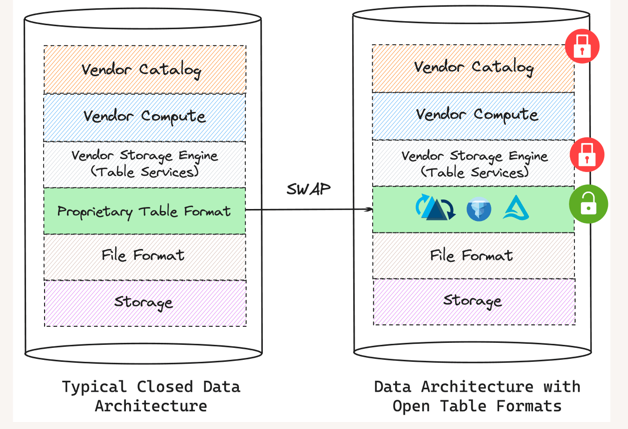 Vendor Catalog
Vendor Compute
Vendor Storage Engine
(Table Services)
Proprietary Table Format
File Format
Storage
Typical Closed Data
Architecture
SWAP
Vendor Catalog
Vendor Compute
Vendor Storage Engine
(Table Services)
File Format
Storage
Data Architecture with
Open Table Formats